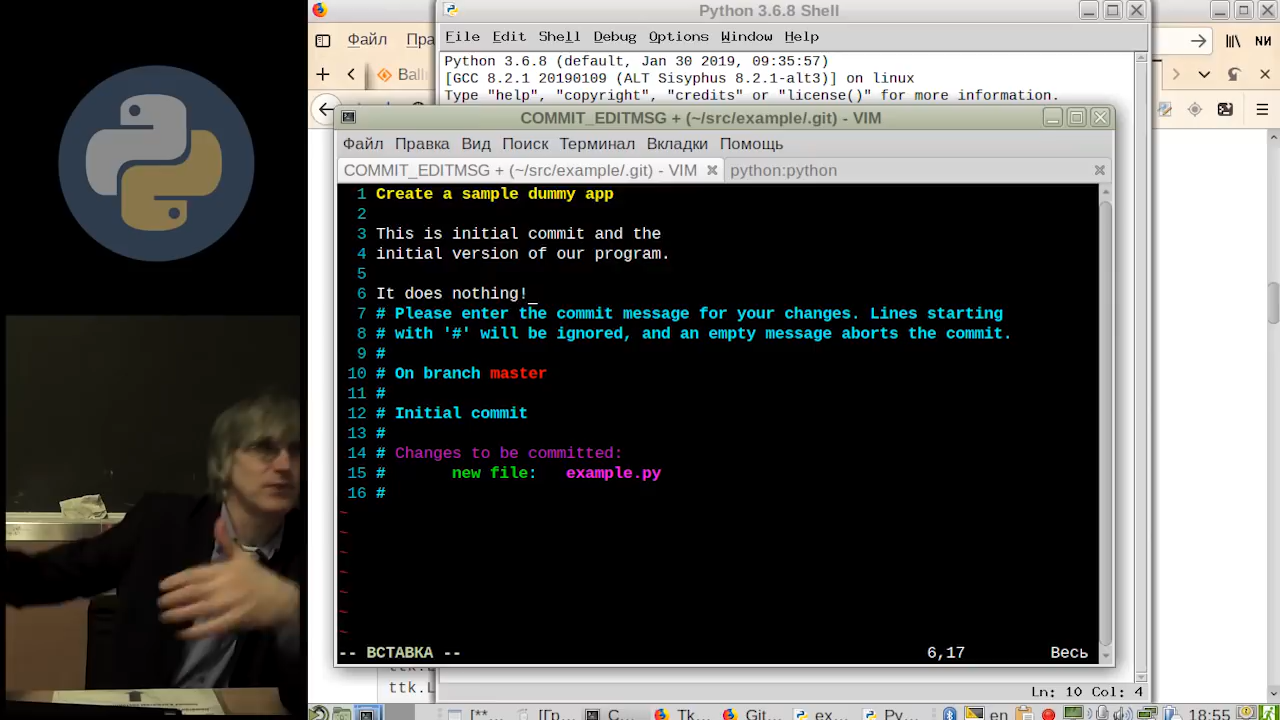 Python 3.6.8 Shell
Файл
File Edit Shell Debug Options Window Help
Python 3.6.8 (default, Jan 30 2019, 09:35:57)
[GCC 8.2.1 20190109 (ALT Sisyphus 8.2.1-alt3)] on linux
Type "help", "copyright", "credits" or "license()" for more information.
COMMIT_EDITMSG + (~/src/example/.git) - VIM
Файл Правка Вид Поиск Терминал Вкладки Помощь
COMMIT_EDITMSG + (~/src/example/.git) - VIM
python:python
1 Create a sample dummy app
2
3 This is initial commit and the
4 initial version of our program.
5
6 It does nothing!
7 # Please enter the commit message for your changes. Lines starting
8 # with '#' will be ignored, and an empty message aborts the commit.
9 #
10 # On branch master
11 #
12 # Initial commit
13 #
14 # Changes to be committed:
15 # new file: example.py
16 #
~
~
~
~
~
~
~
-- ВСТАВКА -- 6,17 Весь
ttk.L
Ln: 10 Col: 4
[** [Гр C Tk Git ex Py en 18:55